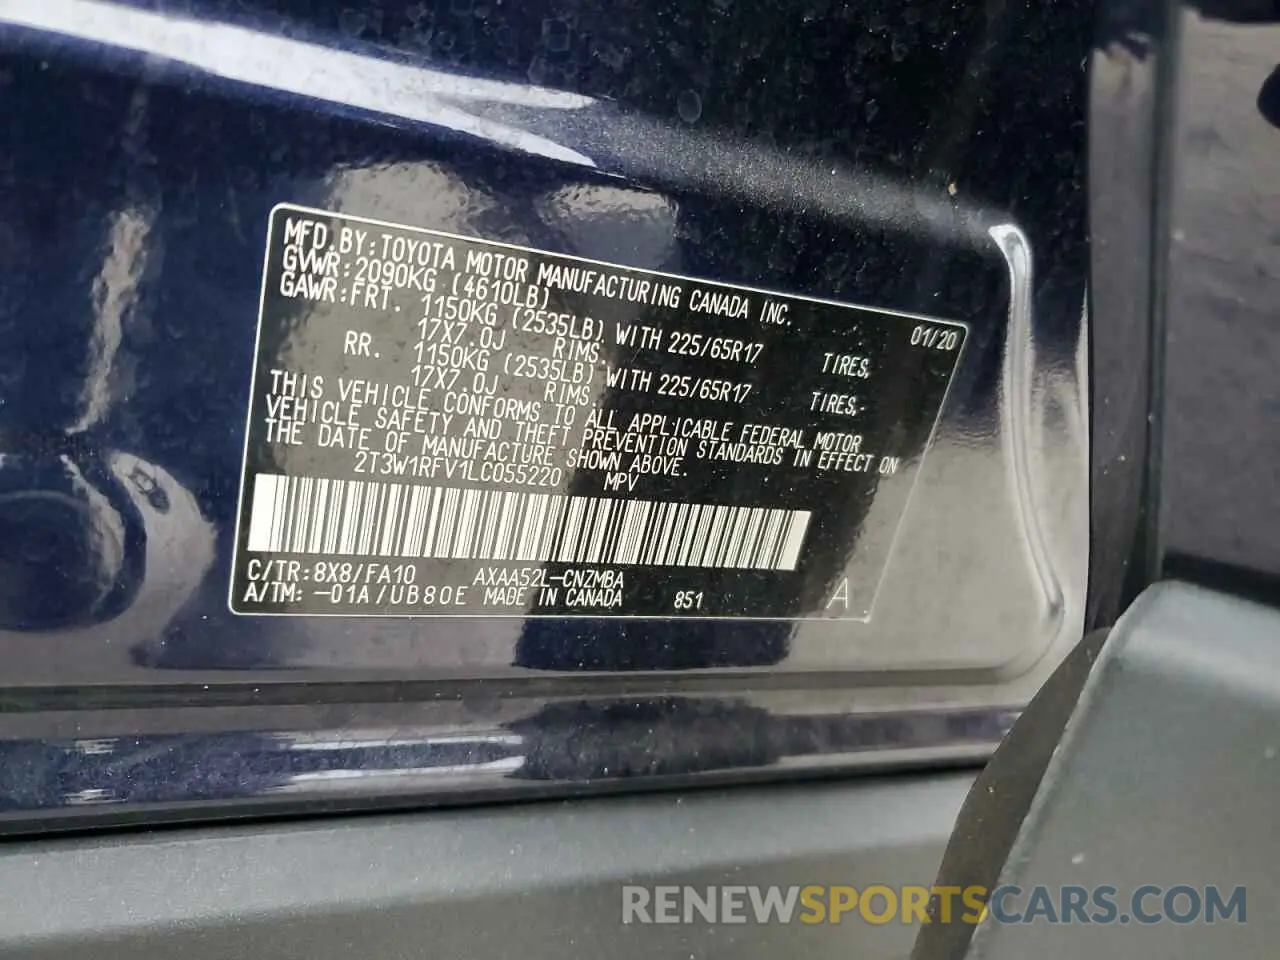 MFD.BY:TOYOTA MOTOR MANUFACTURING CANADA INC.
GVWR:2090KG (4610LB) 01/20
GAWR:FRT. 1150KG (2535LB) WITH 225/65R17 TIRES,
17X7.0J RIMS.
RR. 1150KG (2535LB) WITH 225/65R17 TIRES,
17X7.0J RIMS.
THIS VEHICLE CONFORMS TO ALL APPLICABLE FEDERAL MOTOR
VEHICLE SAFETY AND THEFT PREVENTION STANDARDS IN EFFECT ON
THE DATE OF MANUFACTURE SHOWN ABOVE.
2T3W1RFV1LC055220 MPV
C/TR:8X8/FA10 AXAA52L-CNZMBA
A/TM:-01A/UB80E MADE IN CANADA 851 A
RENEWSPORTSCARS.COM